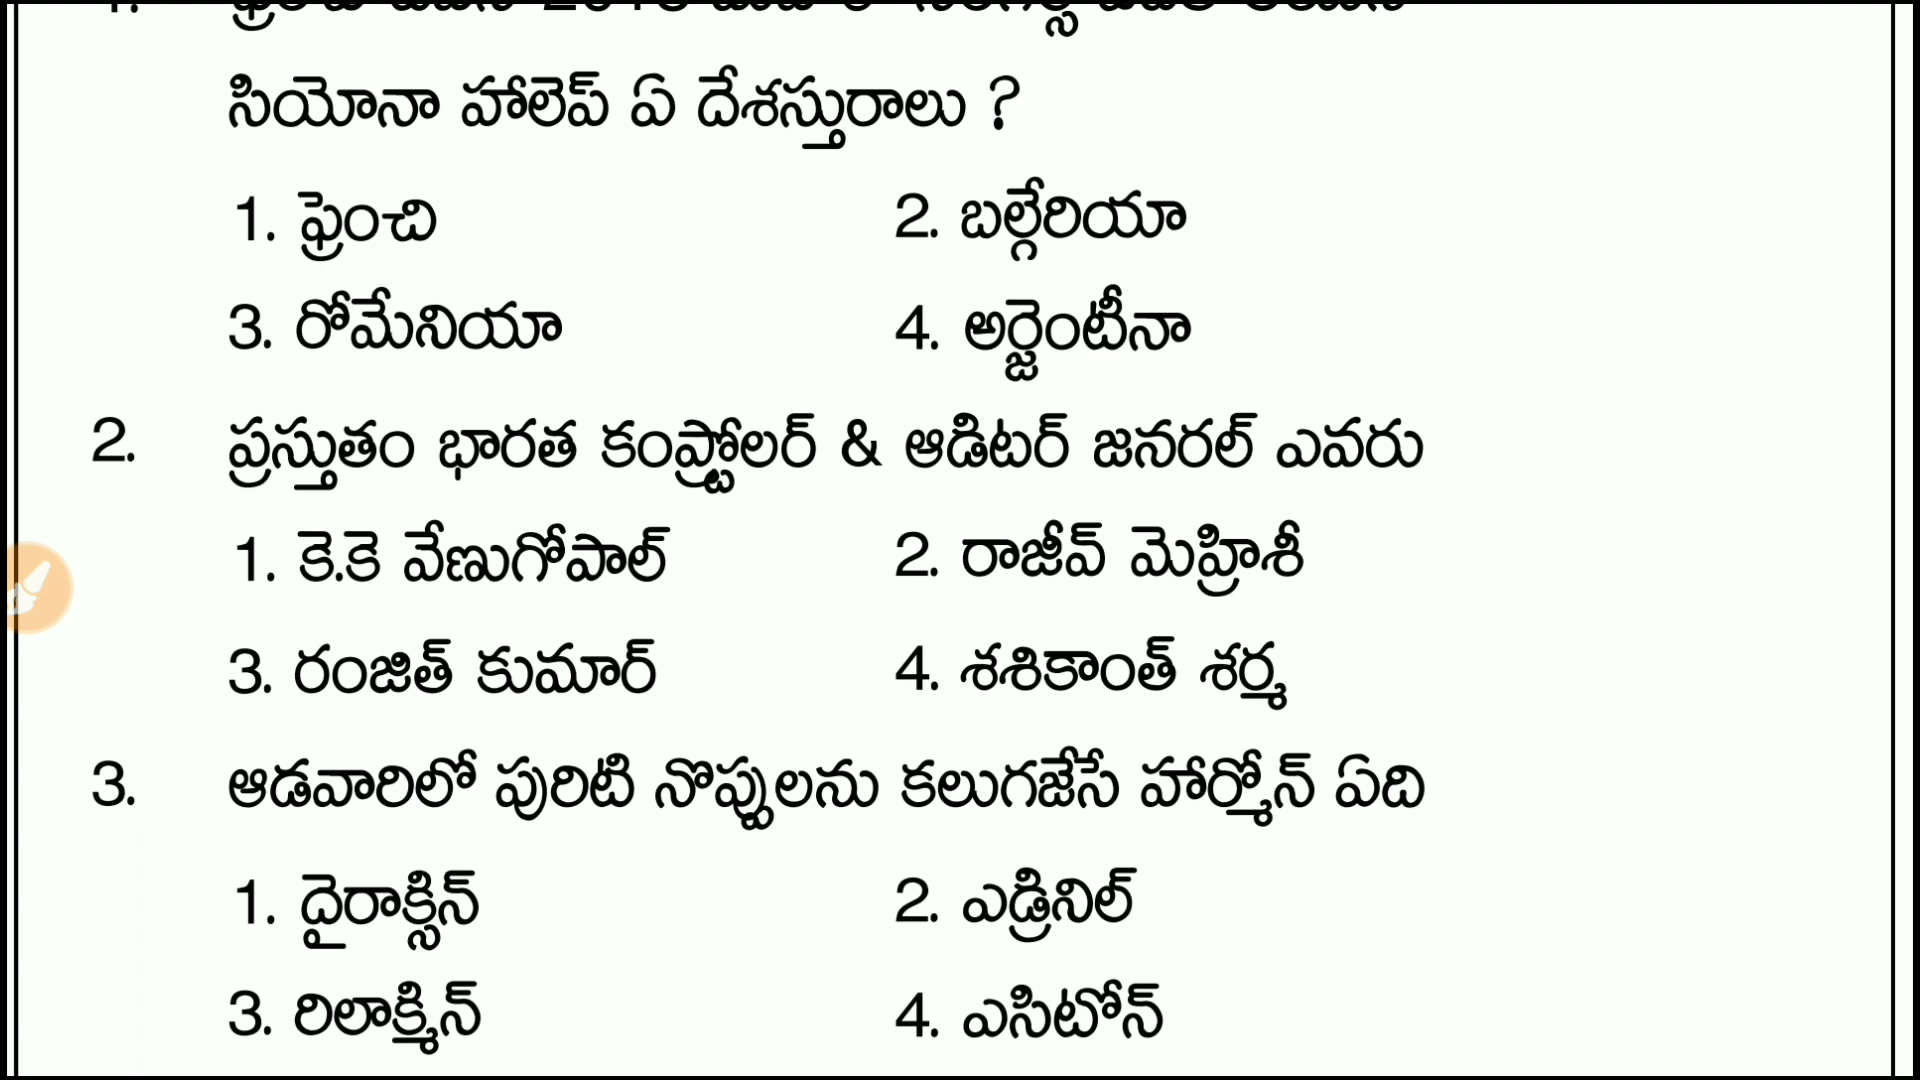 సియోనా హాలెప్ ఏ దేశస్తురాలు ?
1. ఫ్రెంచి 2. బల్గేరియా
3. రోమేనియా 4. అర్జెంటీనా
2. ప్రస్తుతం భారత కంప్ట్రోలర్ & ఆడిటర్ జనరల్ ఎవరు
1. కె.కె వేణుగోపాల్ 2. రాజీవ్ మెహ్రిశీ
3. రంజిత్ కుమార్ 4. శశికాంత్ శర్మ
3. ఆడవారిలో పురిటి నొప్పులను కలుగజేసే హార్మోన్ ఏది
1. దైరాక్సిన్ 2. ఎడ్రినిల్
3. రిలాక్మిన్ 4. ఎసిటోన్